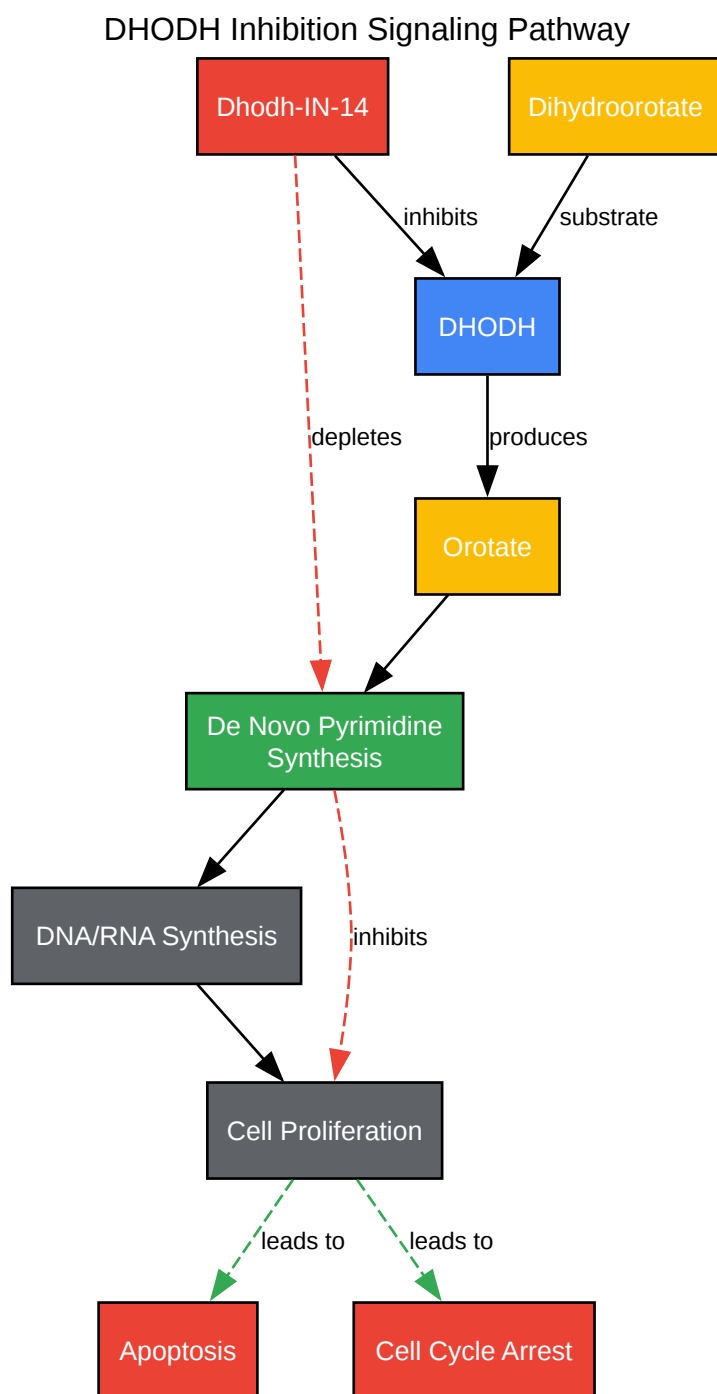 DHODH Inhibition Signaling Pathway
Dhodh-IN-14
Dihydroorotate
inhibits
substrate
DHODH
depletes
produces
Orotate
De Novo Pyrimidine
Synthesis
DNA/RNA Synthesis
inhibits
Cell Proliferation
leads to
leads to
Apoptosis
Cell Cycle Arrest